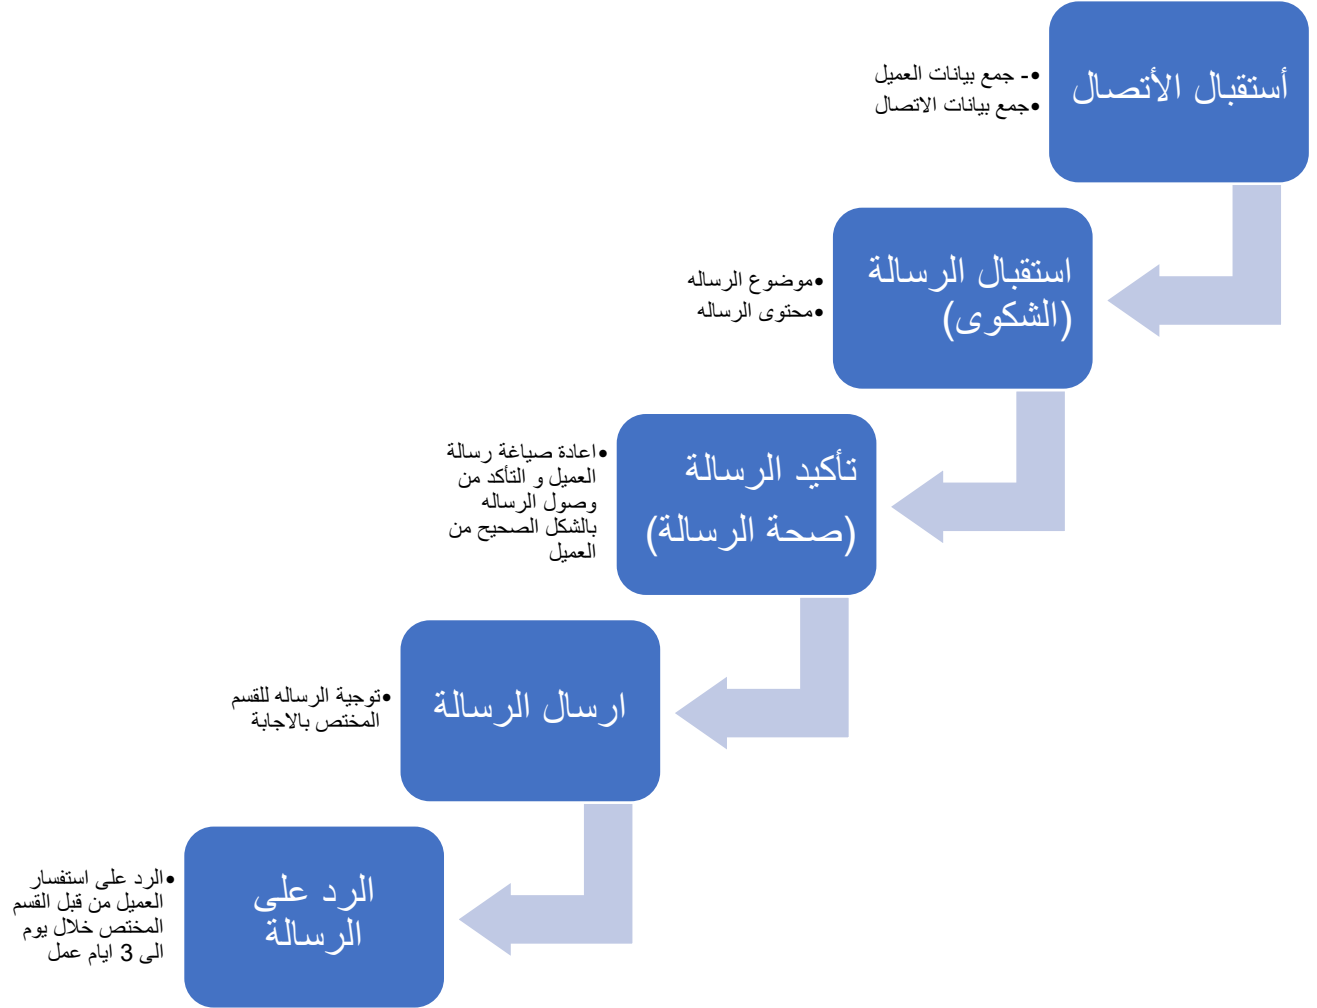 أستقبال الأتصال
•- جمع بيانات العميل
•جمع بيانات الاتصال
استقبال الرسالة
(الشكوى)
•موضوع الرساله
•محتوى الرساله
تأكيد الرسالة
(صحة الرسالة)
•اعادة صياغة رسالة
العميل و التأكد من
وصول الرساله
بالشكل الصحيح من
العميل
ارسال الرسالة
•توجية الرساله للقسم
المختص بالاجابة
الرد على
الرسالة
•الرد على استفسار
العميل من قبل القسم
المختص خلال يوم
الى 3 ايام عمل